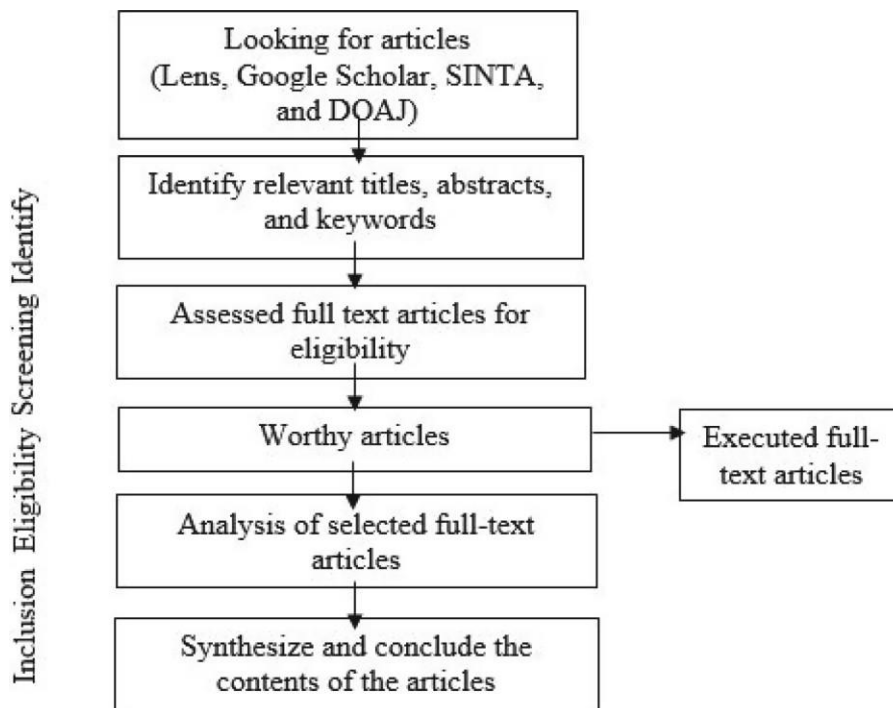 Looking for articles
(Lens, Google Scholar, SINTA,
and DOAJ)
Identify relevant titles, abstracts,
and keywords
Assessed full text articles for
eligibility
Worthy articles
Executed full-
text articles
Analysis of selected full-text
articles
Synthesize and conclude the
contents of the articles
Inclusion Eligibility Screening Identify